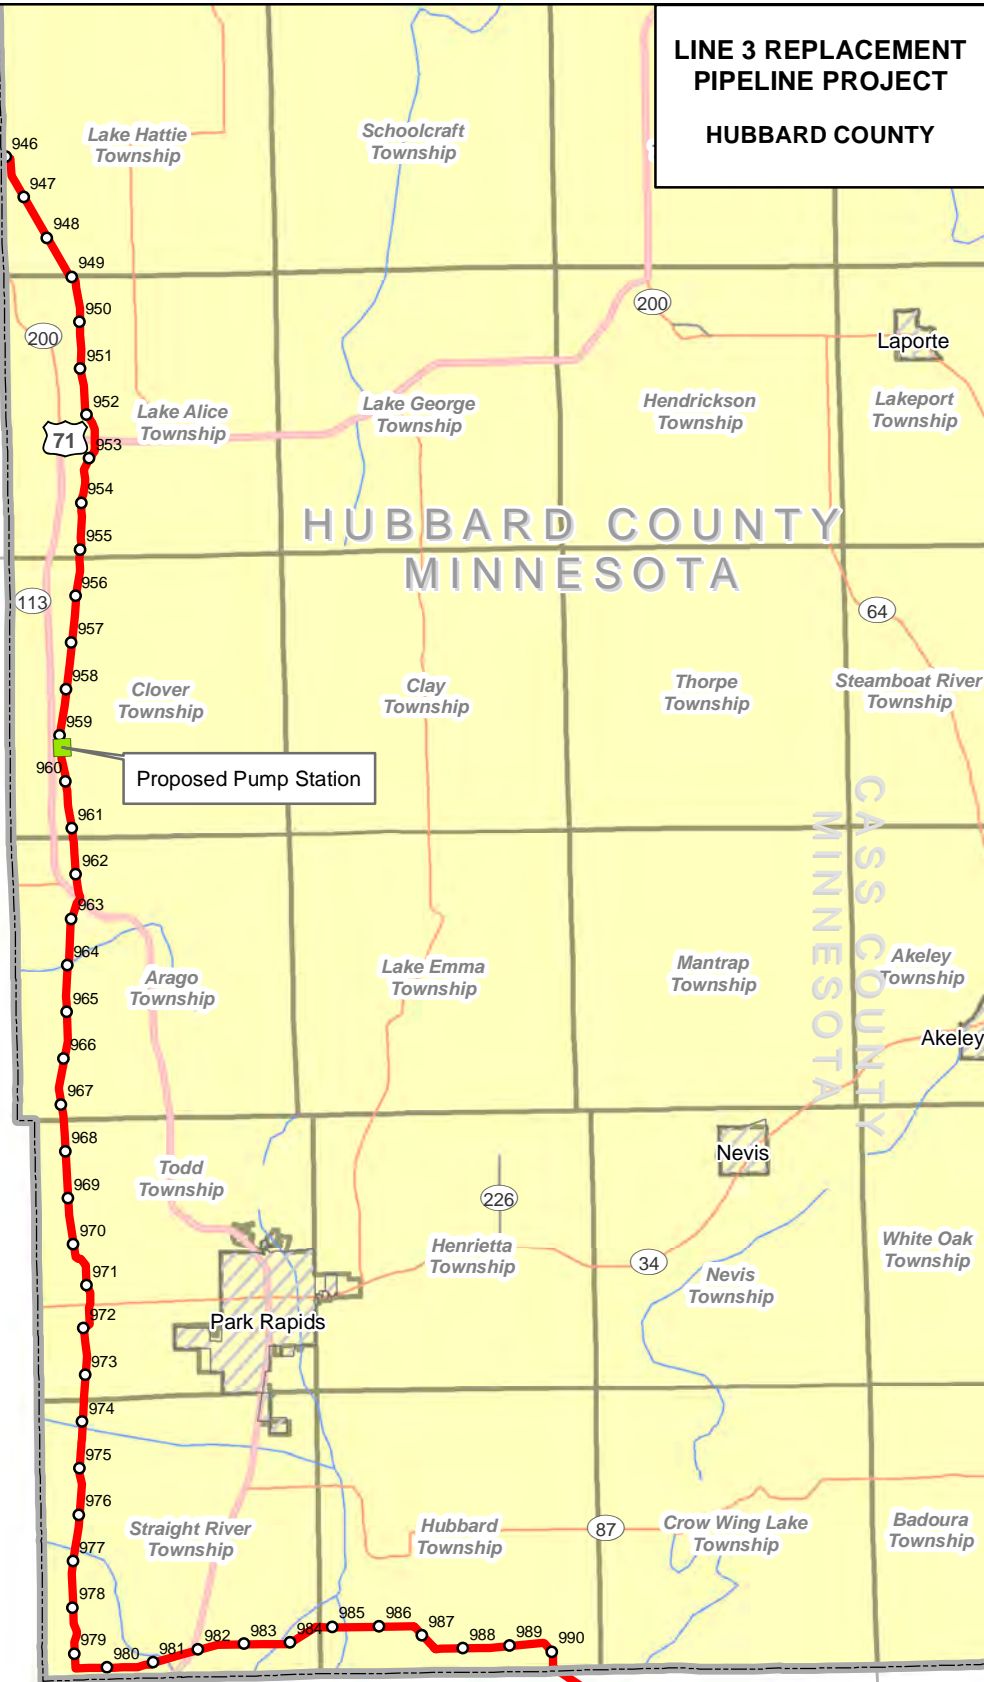 LINE 3 REPLACEMENT
PIPELINE PROJECT
HUBBARD COUNTY
Lake Hattie
Township
Schoolcraft
Township
946
947
948
949
950
200
200
Laporte
951
952
Lake Alice
Township
Lake George
Township
Hendrickson
Township
Lakeport
Township
71
953
954
HUBBARD COUNTY
MINNESOTA
955
956
113
64
957
958
Clover
Township
Clay
Township
Thorpe
Township
Steamboat River
Township
959
960
Proposed Pump Station
961
CASS COUNTY
MINNESOTA
962
963
964
Arago
Township
Lake Emma
Township
Mantrap
Township
Akeley
Township
965
966
Akeley
967
968
Nevis
969
Todd
Township
226
970
Henrietta
Township
34
White Oak
Township
971
Nevis
Township
972
Park Rapids
973
974
975
976
Straight River
Township
Hubbard
Township
87
Crow Wing Lake
Township
Badoura
Township
977
978
979
980
981
982
983
984
985
986
987
988
989
990